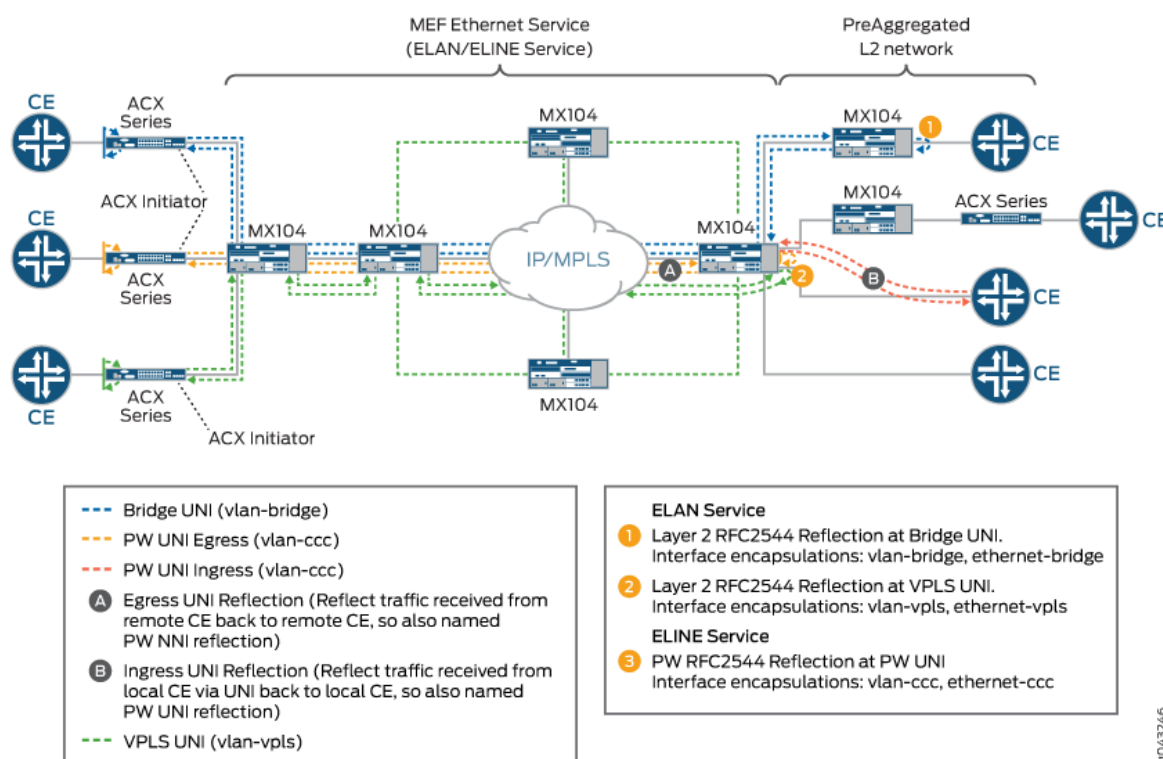 MEF Ethernet Service
(ELAN/ELINE Service)
PreAggregated
L2 network
CE
ACX
Series
MX104
MX104
1
CE
ACX Initiator
MX104
ACX Series
CE
CE
ACX
Series
MX104
MX104
IP/MPLS
A
MX104
2
B
CE
CE
ACX
Series
ACX Initiator
MX104
CE
Bridge UNI (vlan-bridge)
PW UNI Egress (vlan-ccc)
PW UNI Ingress (vlan-ccc)
A Egress UNI Reflection (Reflect traffic received from
remote CE back to remote CE, so also named
PW NNI reflection)
B Ingress UNI Reflection (Reflect traffic received from
local CE via UNI back to local CE, so also named
PW UNI reflection)
VPLS UNI (vlan-vpls)
ELAN Service
1 Layer 2 RFC2544 Reflection at Bridge UNI.
Interface encapsulations: vlan-bridge, ethernet-bridge
2 Layer 2 RFC2544 Reflection at VPLS UNI.
Interface encapsulations: vlan-vpls, ethernet-vpls
ELINE Service
3 PW RFC2544 Reflection at PW UNI
Interface encapsulations: vlan-ccc, ethernet-ccc